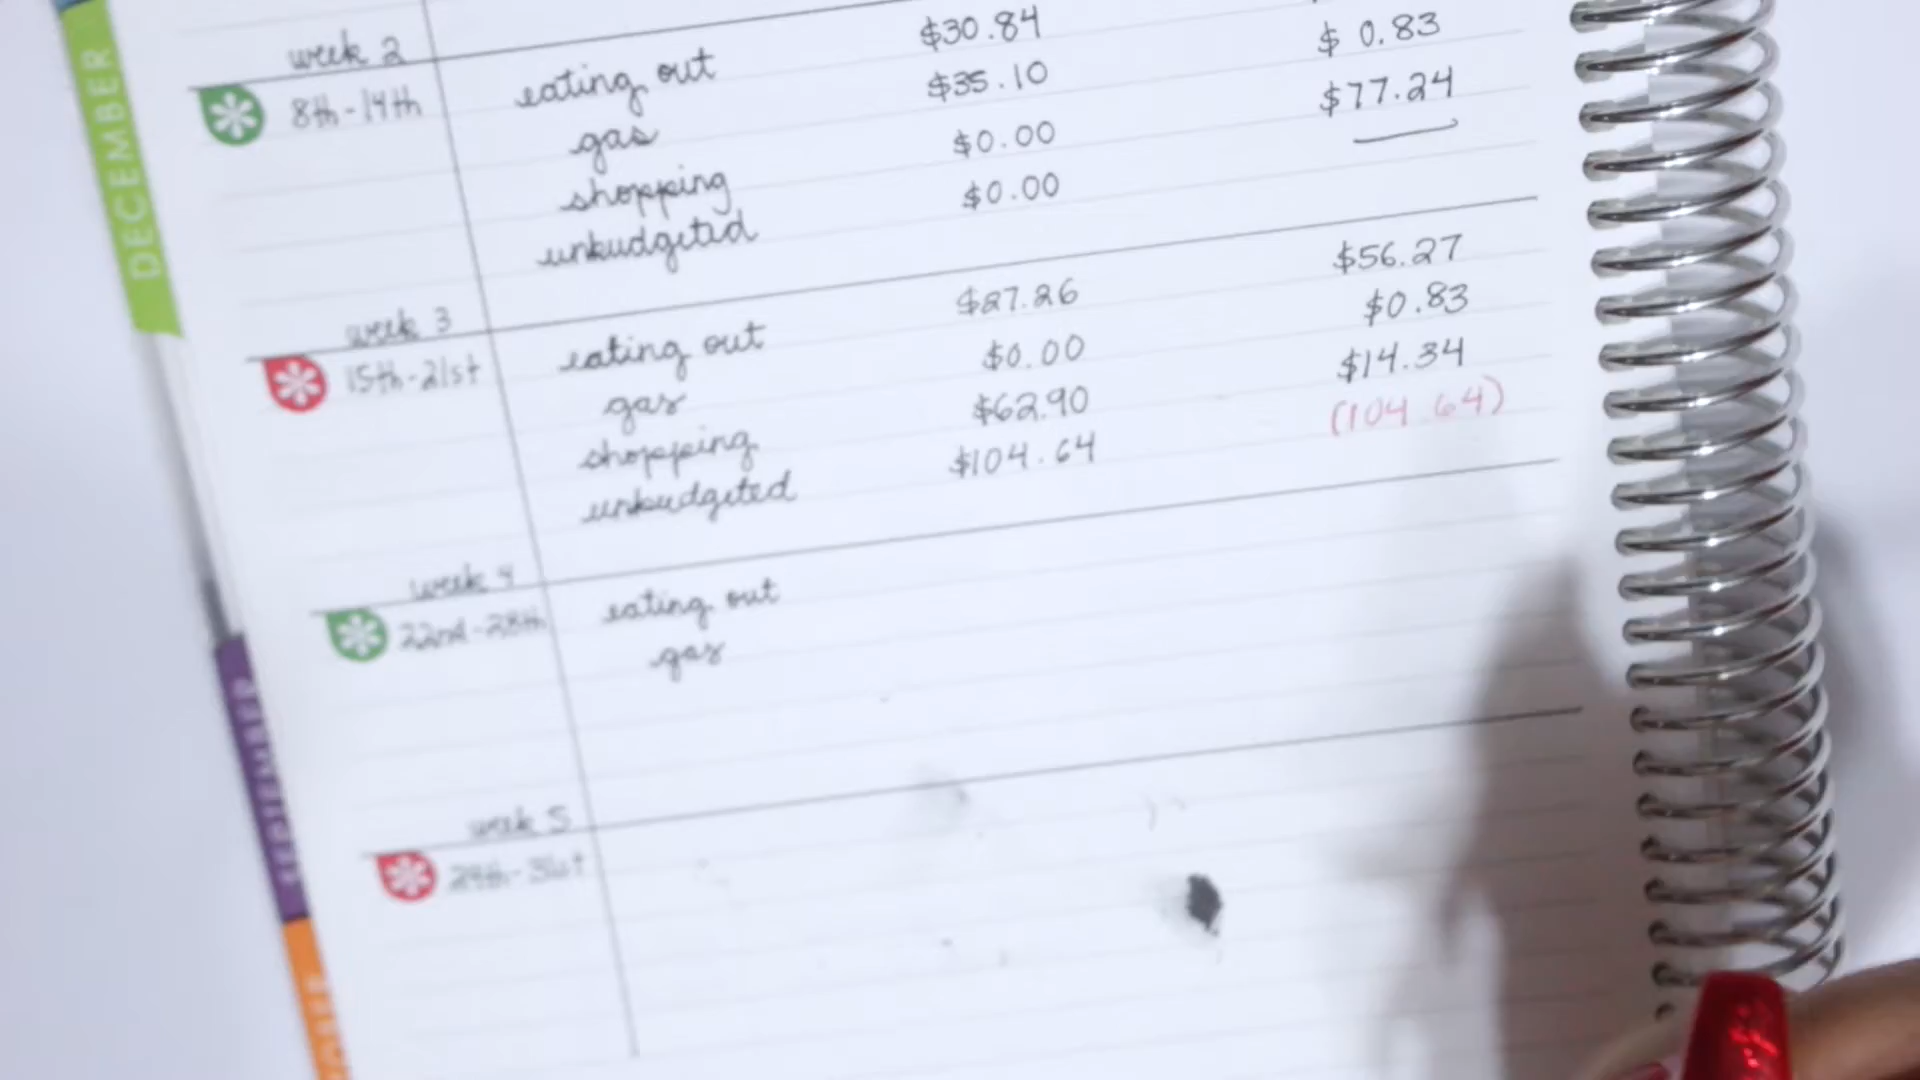 DECEMBER
week 2
8th-14th
eating out $30.84
gas $35.10 $ 0.83
shopping $0.00 $77.24
unbudgeted $0.00
week 3
15th-21st
eating out $27.26 $56.27
gas $0.00 $0.83
shopping $62.90 $14.34
unbudgeted $104.64 (104.64)
week 4
22nd-28th
eating out
gas
week 5
29th-31st